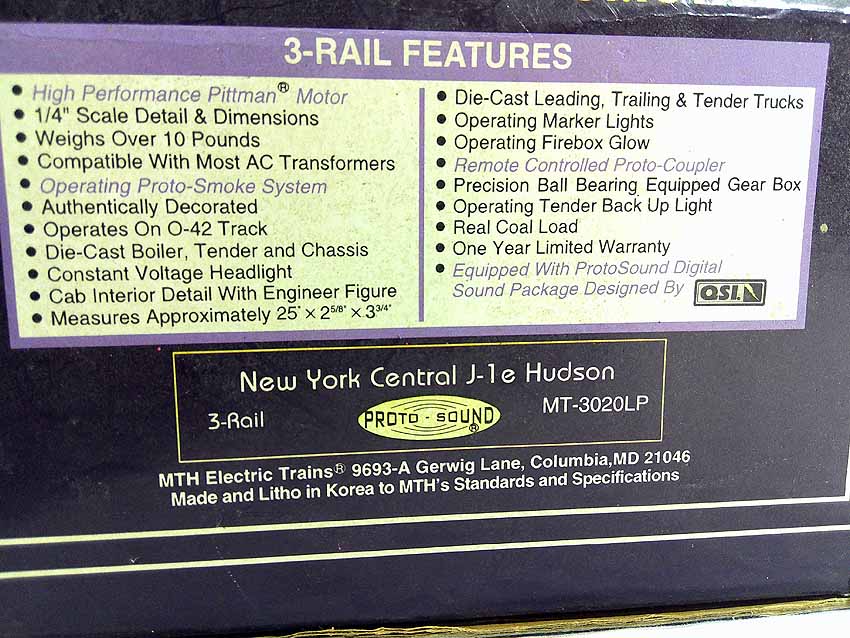 3-RAIL FEATURES
• High Performance Pittman® Motor
• 1/4" Scale Detail & Dimensions
• Weighs Over 10 Pounds
• Compatible With Most AC Transformers
• Operating Proto-Smoke System
• Authentically Decorated
• Operates On O-42 Track
• Die-Cast Boiler, Tender and Chassis
• Constant Voltage Headlight
• Cab Interior Detail With Engineer Figure
• Measures Approximately 25" × 2 5/8" × 3 3/4"
• Die-Cast Leading, Trailing & Tender Trucks
• Operating Marker Lights
• Operating Firebox Glow
• Remote Controlled Proto-Coupler
• Precision Ball Bearing Equipped Gear Box
• Operating Tender Back Up Light
• Real Coal Load
• One Year Limited Warranty
• Equipped With ProtoSound Digital
Sound Package Designed By QSI
New York Central J-1e Hudson
3-Rail PROTO-SOUND® MT-3020LP
MTH Electric Trains® 9693-A Gerwig Lane, Columbia,MD 21046
Made and Litho in Korea to MTH's Standards and Specifications